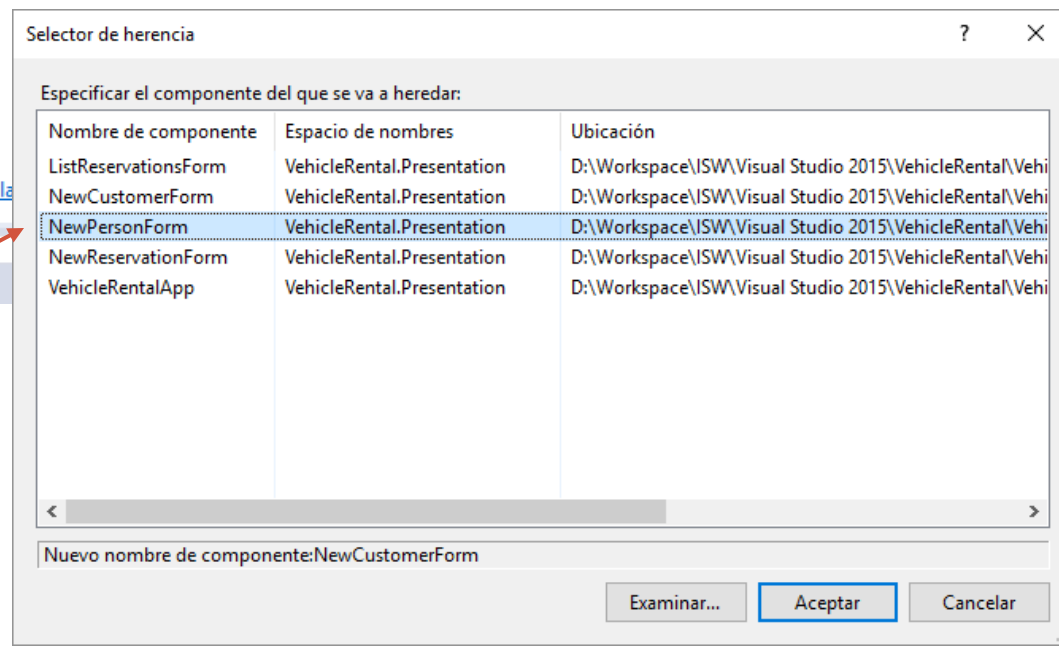 Selector de herencia
Especificar el componente del que se va a heredar:
Nombre de componente Espacio de nombres Ubicación
ListReservationsForm VehicleRental.Presentation D:\Workspace\ISW\Visual Studio 2015\VehicleRental\Vehi
la
NewCustomerForm VehicleRental.Presentation D:\Workspace\ISW\Visual Studio 2015\VehicleRental\Vehi
NewPersonForm VehicleRental.Presentation D:\Workspace\ISW\Visual Studio 2015\VehicleRental\Vehi
NewReservationForm VehicleRental.Presentation D:\Workspace\ISW\Visual Studio 2015\VehicleRental\Vehi
VehicleRentalApp VehicleRental.Presentation D:\Workspace\ISW\Visual Studio 2015\VehicleRental\Vehi
Nuevo nombre de componente:NewCustomerForm
Examinar... Aceptar Cancelar